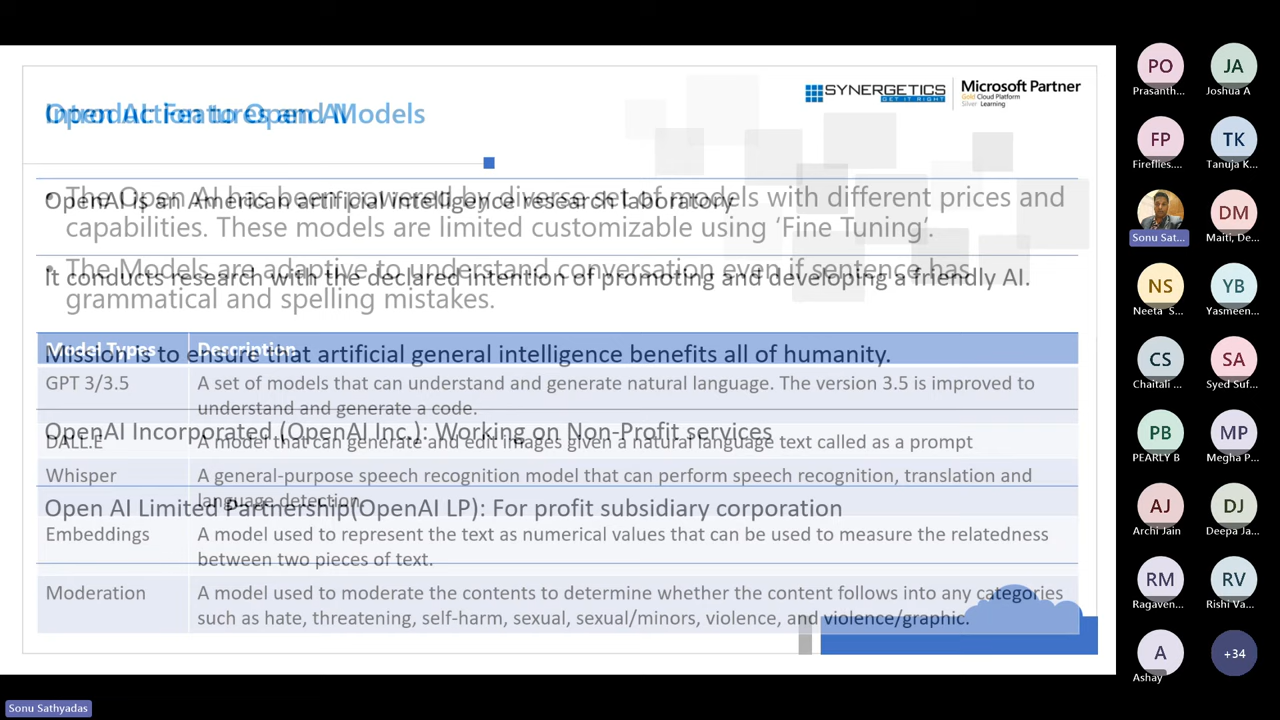 Introduction to Open AI
Open AI: Features and Models
SYNERGETICS
GET IT RIGHT
Microsoft Partner
Gold Cloud Platform
Silver Learning
OpenAI is an American artificial intelligence research laboratory
• The Open AI has been powered by diverse set of models with different prices and
capabilities. These models are limited customizable using ‘Fine Tuning‘.
It conducts research with the declared intention of promoting and developing a friendly AI.
• The Models are adaptive to understand conversation even if sentence has
grammatical and spelling mistakes.
Mission is to ensure that artificial general intelligence benefits all of humanity.
Model Types Description
GPT 3/3.5 A set of models that can understand and generate natural language. The version 3.5 is improved to
understand and generate a code.
OpenAI Incorporated (OpenAI Inc.): Working on Non-Profit services
DALL.E A model that can generate and edit images given a natural language text called as a prompt
Whisper A general-purpose speech recognition model that can perform speech recognition, translation and
language detection
Open AI Limited Partnership(OpenAI LP): For profit subsidiary corporation
Embeddings A model used to represent the text as numerical values that can be used to measure the relatedness
between two pieces of text.
Moderation A model used to moderate the contents to determine whether the content follows into any categories
such as hate, threatening, self-harm, sexual, sexual/minors, violence, and violence/graphic.
PO JA
Prasanth... Joshua A
FP TK
Fireflies.... Tanuja K...
DM
Sonu Sat... Maiti, De...
NS YB
Neeta S... Yasmeen...
CS SA
Chaitali ... Syed Suf...
PB MP
PEARLY B Megha P...
AJ DJ
Archi Jain Deepa Ja...
RM RV
Ragaven... Rishi Va...
A +34
Ashay
Sonu Sathyadas